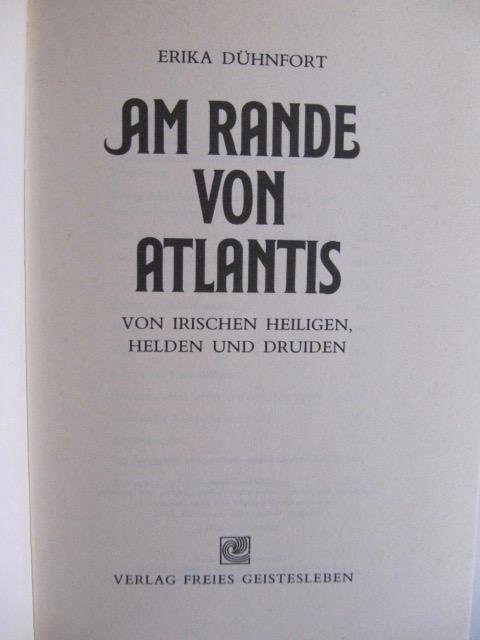 ERIKA DÜHNFORT
AM RANDE
VON
ATLANTIS
VON IRISCHEN HEILIGEN,
HELDEN UND DRUIDEN
VERLAG FREIES GEISTESLEBEN